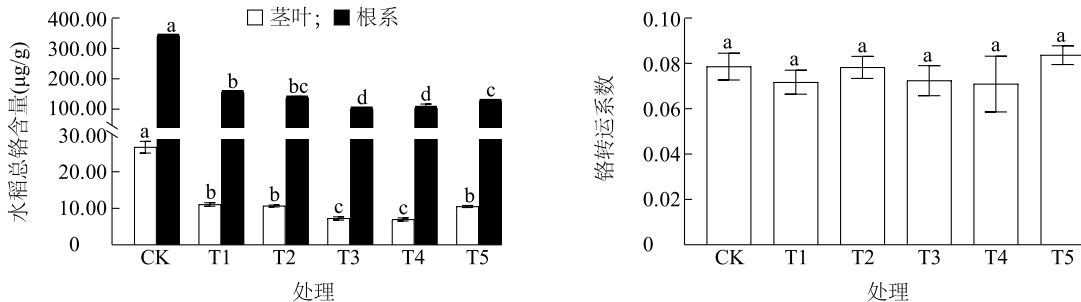 茎叶; 根系
水稻总铬含量(μg/g)
400.00
300.00
200.00
100.00
30.00
20.00
10.00
0
a
b
bc
d
d
c
a
b
b
c
c
b
CK T1 T2 T3 T4 T5
处理
铬转运系数
0.10
0.08
0.06
0.04
0.02
0
a a a a a a
CK T1 T2 T3 T4 T5
处理